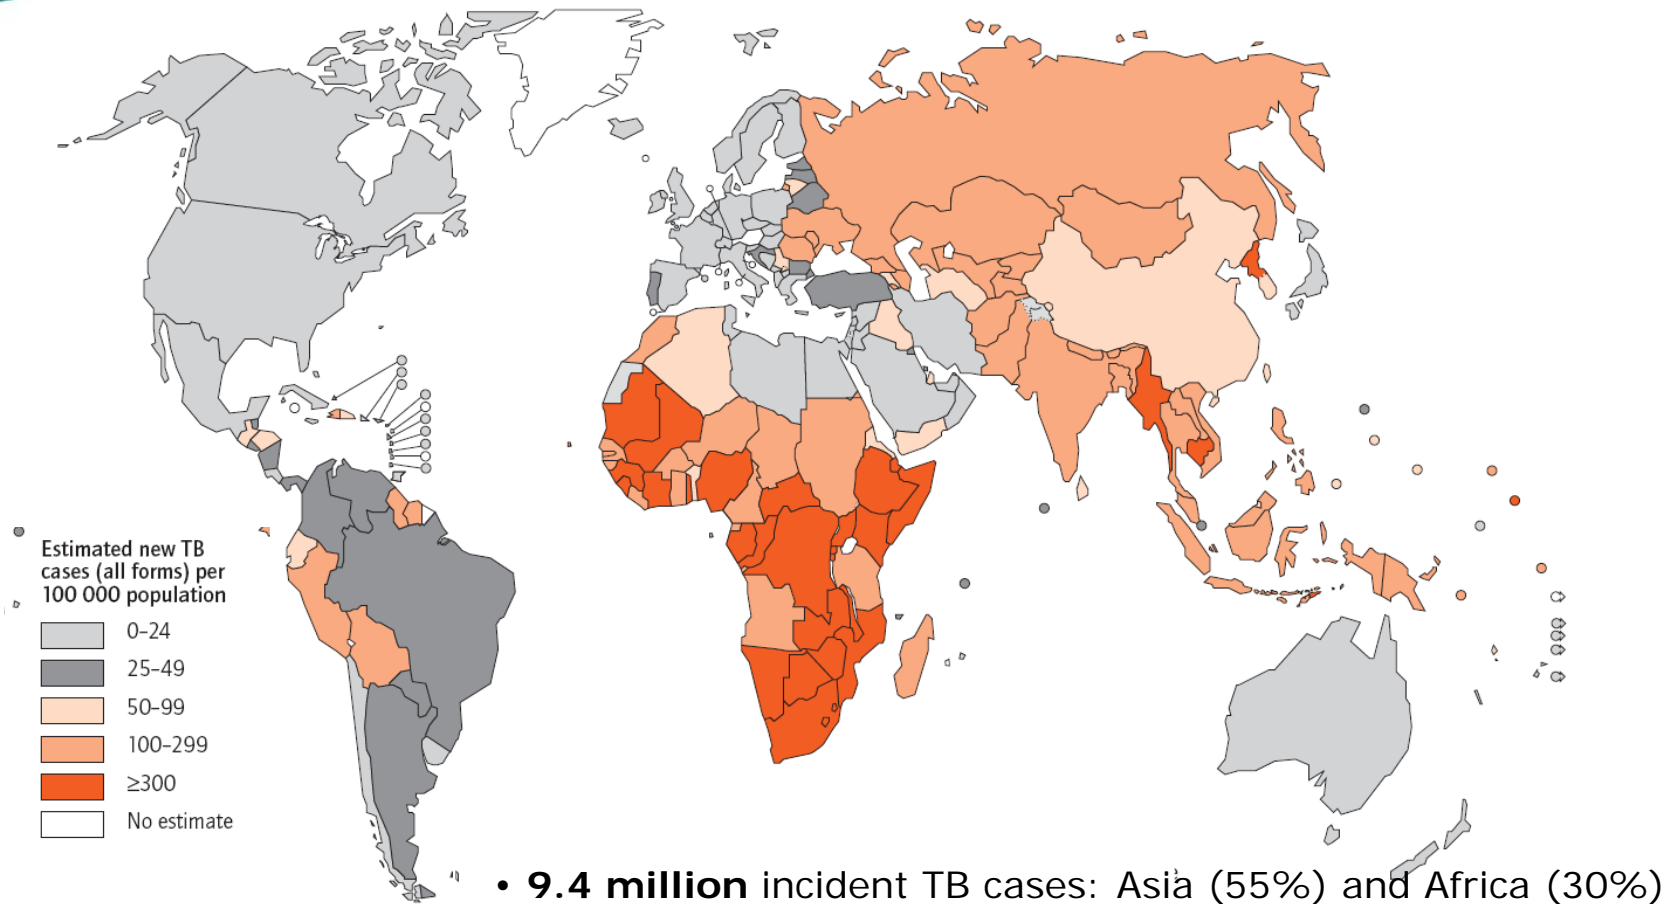 Estimated new TB
cases (all forms) per
100 000 population
0–24
25–49
50–99
100–299
≥300
No estimate
• 9.4 million incident TB cases: Asia (55%) and Africa (30%)